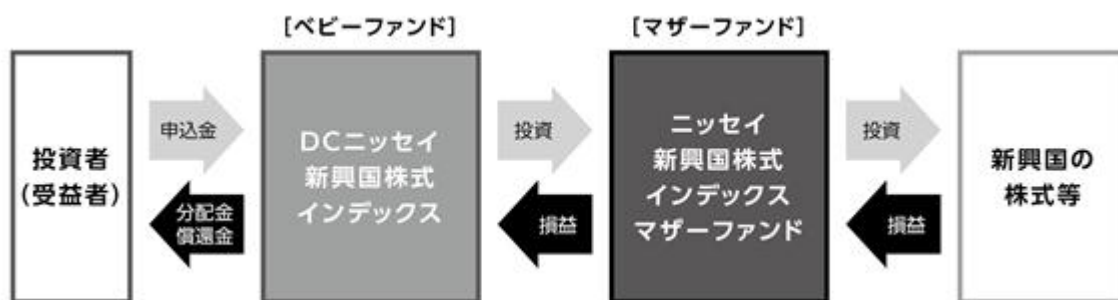 [ベビーファンド]
[マザーファンド]
投資者
(受益者)
申込金
分配金
償還金
DCニッセイ
新興国株式
インデックス
投資
損益
ニッセイ
新興国株式
インデックス
マザーファンド
投資
損益
新興国の
株式等